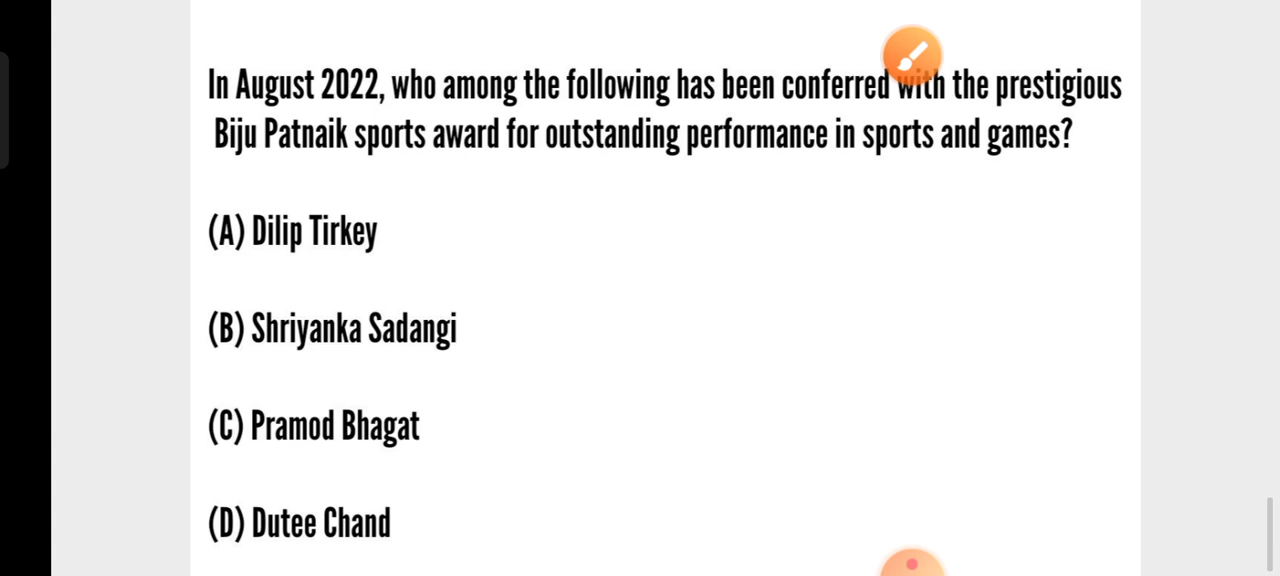 In August 2022, who among the following has been conferred with the prestigious
Biju Patnaik sports award for outstanding performance in sports and games?
(A) Dilip Tirkey
(B) Shriyanka Sadangi
(C) Pramod Bhagat
(D) Dutee Chand